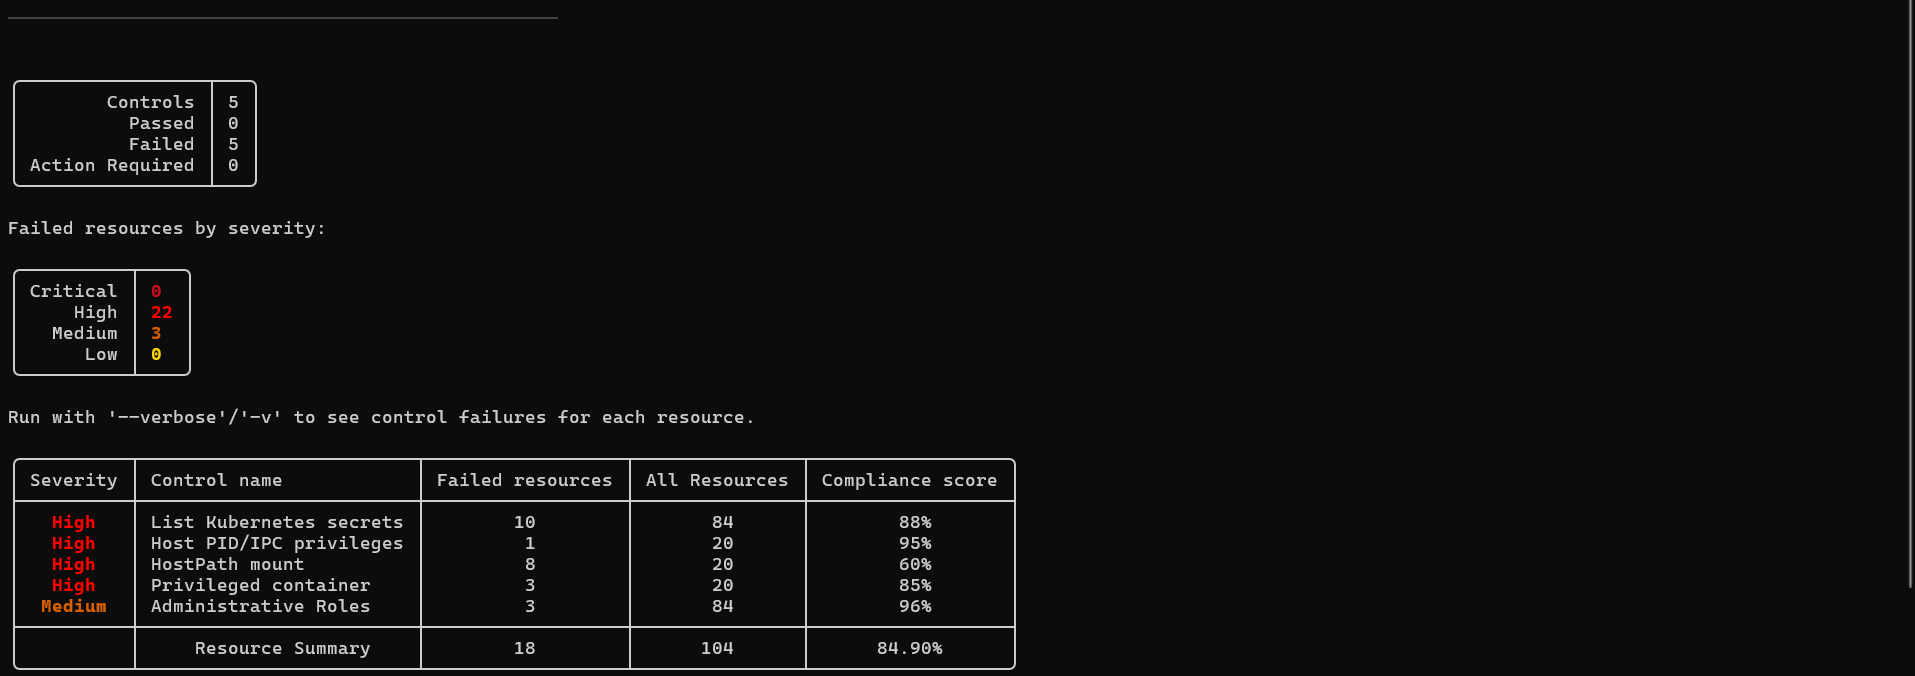 Controls 5
Passed 0
Failed 5
Action Required 0
Failed resources by severity:
Critical 0
High 22
Medium 3
Low 0
Run with '--verbose'/'-v' to see control failures for each resource.
Severity Control name Failed resources All Resources Compliance score
High List Kubernetes secrets 10 84 88%
High Host PID/IPC privileges 1 20 95%
High HostPath mount 8 20 60%
High Privileged container 3 20 85%
Medium Administrative Roles 3 84 96%
Resource Summary 18 104 84.90%